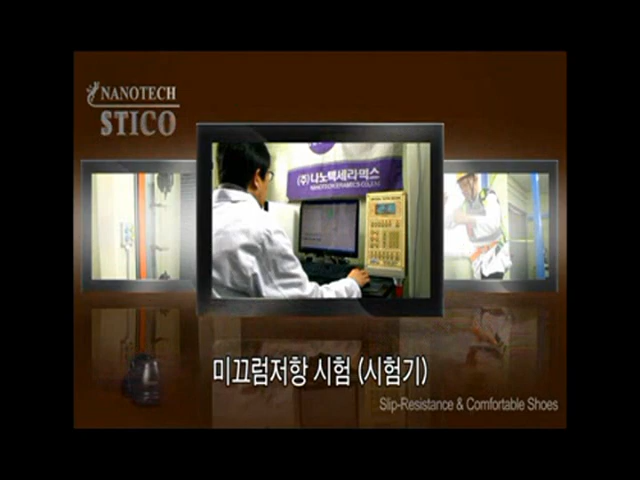 NANOTECH
STICO
(주)나노텍세라믹스
NANOTECH CERAMICS CO.,LTD.
미끄럼저항 시험 (시험기)
Slip-Resistance & Comfortable Shoes